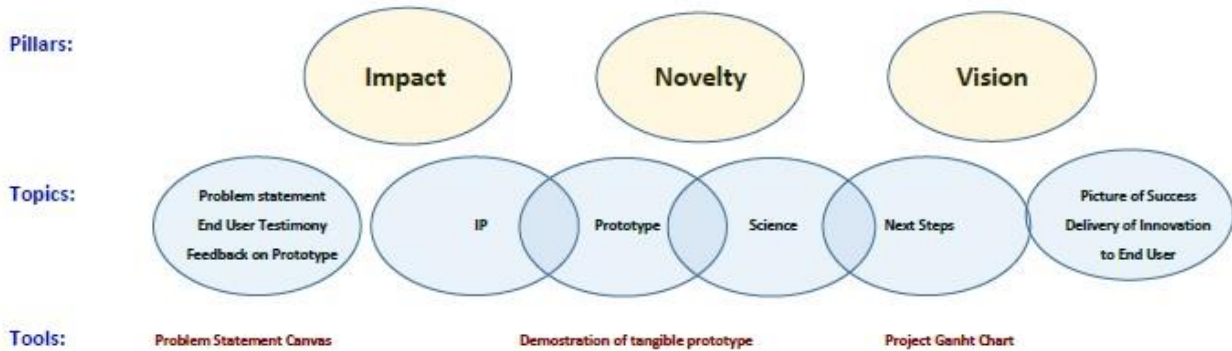 Pillars:
Impact
Novelty
Vision
Topics:
Problem statement
End User Testimony
Feedback on Prototype
IP
Prototype
Science
Next Steps
Picture of Success
Delivery of Innovation
to End User
Tools:
Problem Statement Canvas
Demostration of tangible prototype
Project Ganht Chart